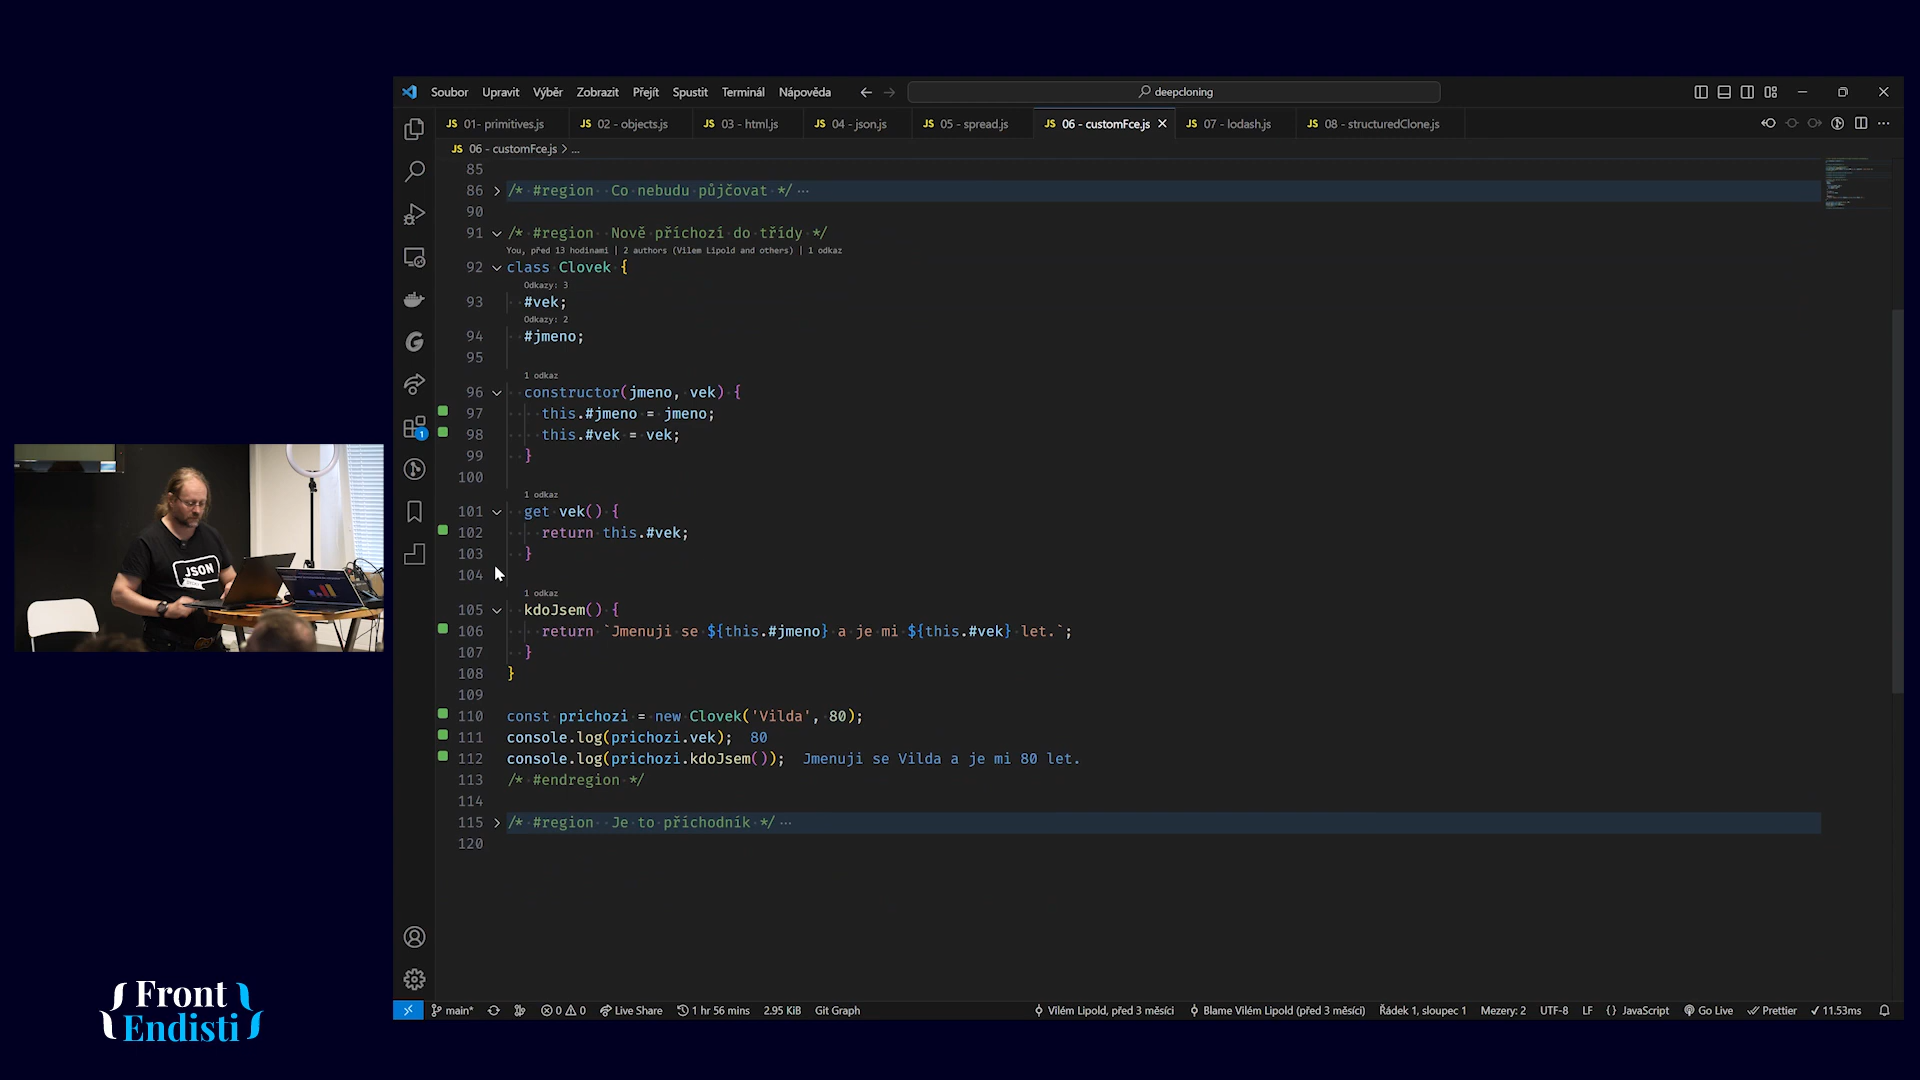 Soubor Upravit Výběr Zobrazit Přejít Spustit Terminál Nápověda
deepcloning
JS 01- primitives.js JS 02 - objects.js JS 03 - html.js JS 04 - json.js JS 05 - spread.js JS 06 - customFce.js JS 07 - lodash.js JS 08 - structuredClone.js
JS 06 - customFce.js > ...
85
86 /* #region Co nebudu půjčovat */ ...
90
91 /* #region Nově příchozí do třídy */
You, před 13 hodinami | 2 authors (Vilem Lipold and others) | 1 odkaz
92 class Clovek {
Odkazy: 3
93 #vek;
Odkazy: 2
94 #jmeno;
95
1 odkaz
96 constructor(jmeno, vek) {
97 this.#jmeno = jmeno;
98 this.#vek = vek;
99 }
100
1 odkaz
101 get vek() {
102 return this.#vek;
103 }
104
1 odkaz
105 kdoJsem() {
106 return `Jmenuji se ${this.#jmeno} a je mi ${this.#vek} let.`;
107 }
108 }
109
110 const prichozi = new Clovek('Vilda', 80);
111 console.log(prichozi.vek); 80
112 console.log(prichozi.kdoJsem()); Jmenuji se Vilda a je mi 80 let.
113 /* #endregion */
114
115 /* #region Je to příchodník */ ...
120
1
main* 0 0 Live Share 1 hr 56 mins 2.95 KiB Git Graph Vilém Lipold, před 3 měsíci Blame Vilém Lipold (před 3 měsíci) Řádek 1, sloupec 1 Mezery: 2 UTF-8 LF {} JavaScript Go Live Prettier 11.53ms
JSON
{ Front }
{ Endisti }